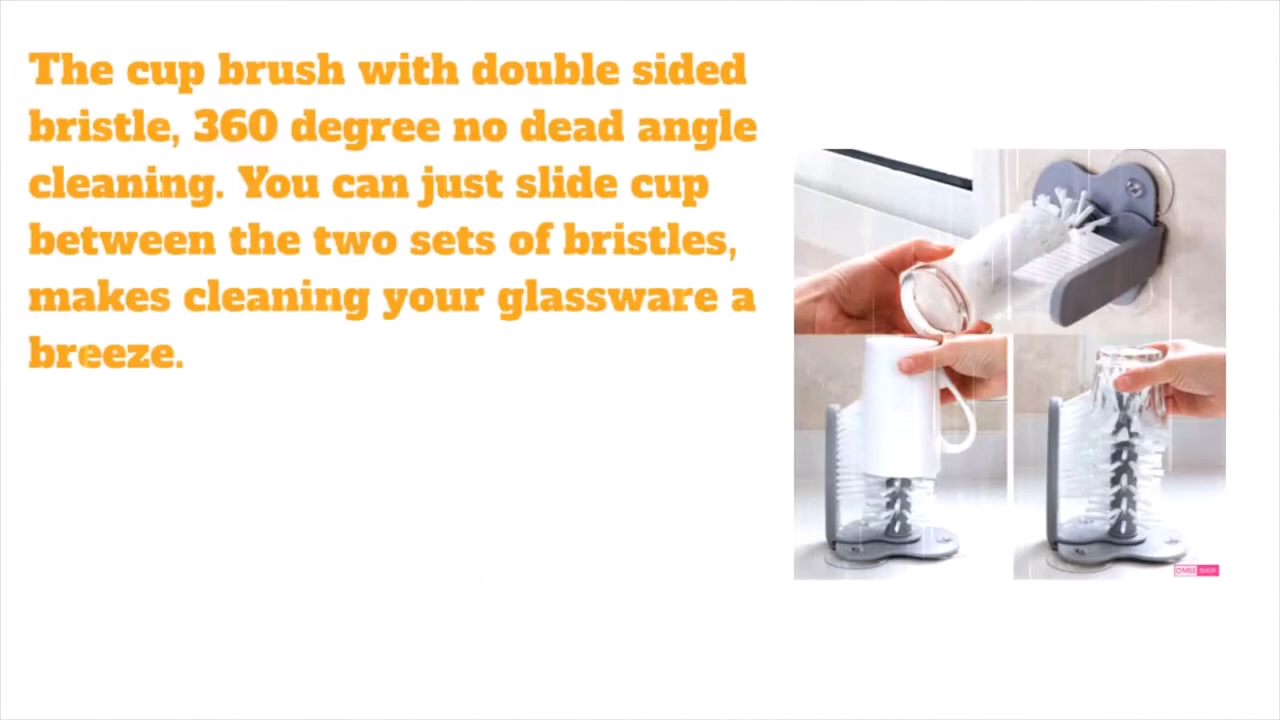 The cup brush with double sided
bristle, 360 degree no dead angle
cleaning. You can just slide cup
between the two sets of bristles,
makes cleaning your glassware a
breeze.